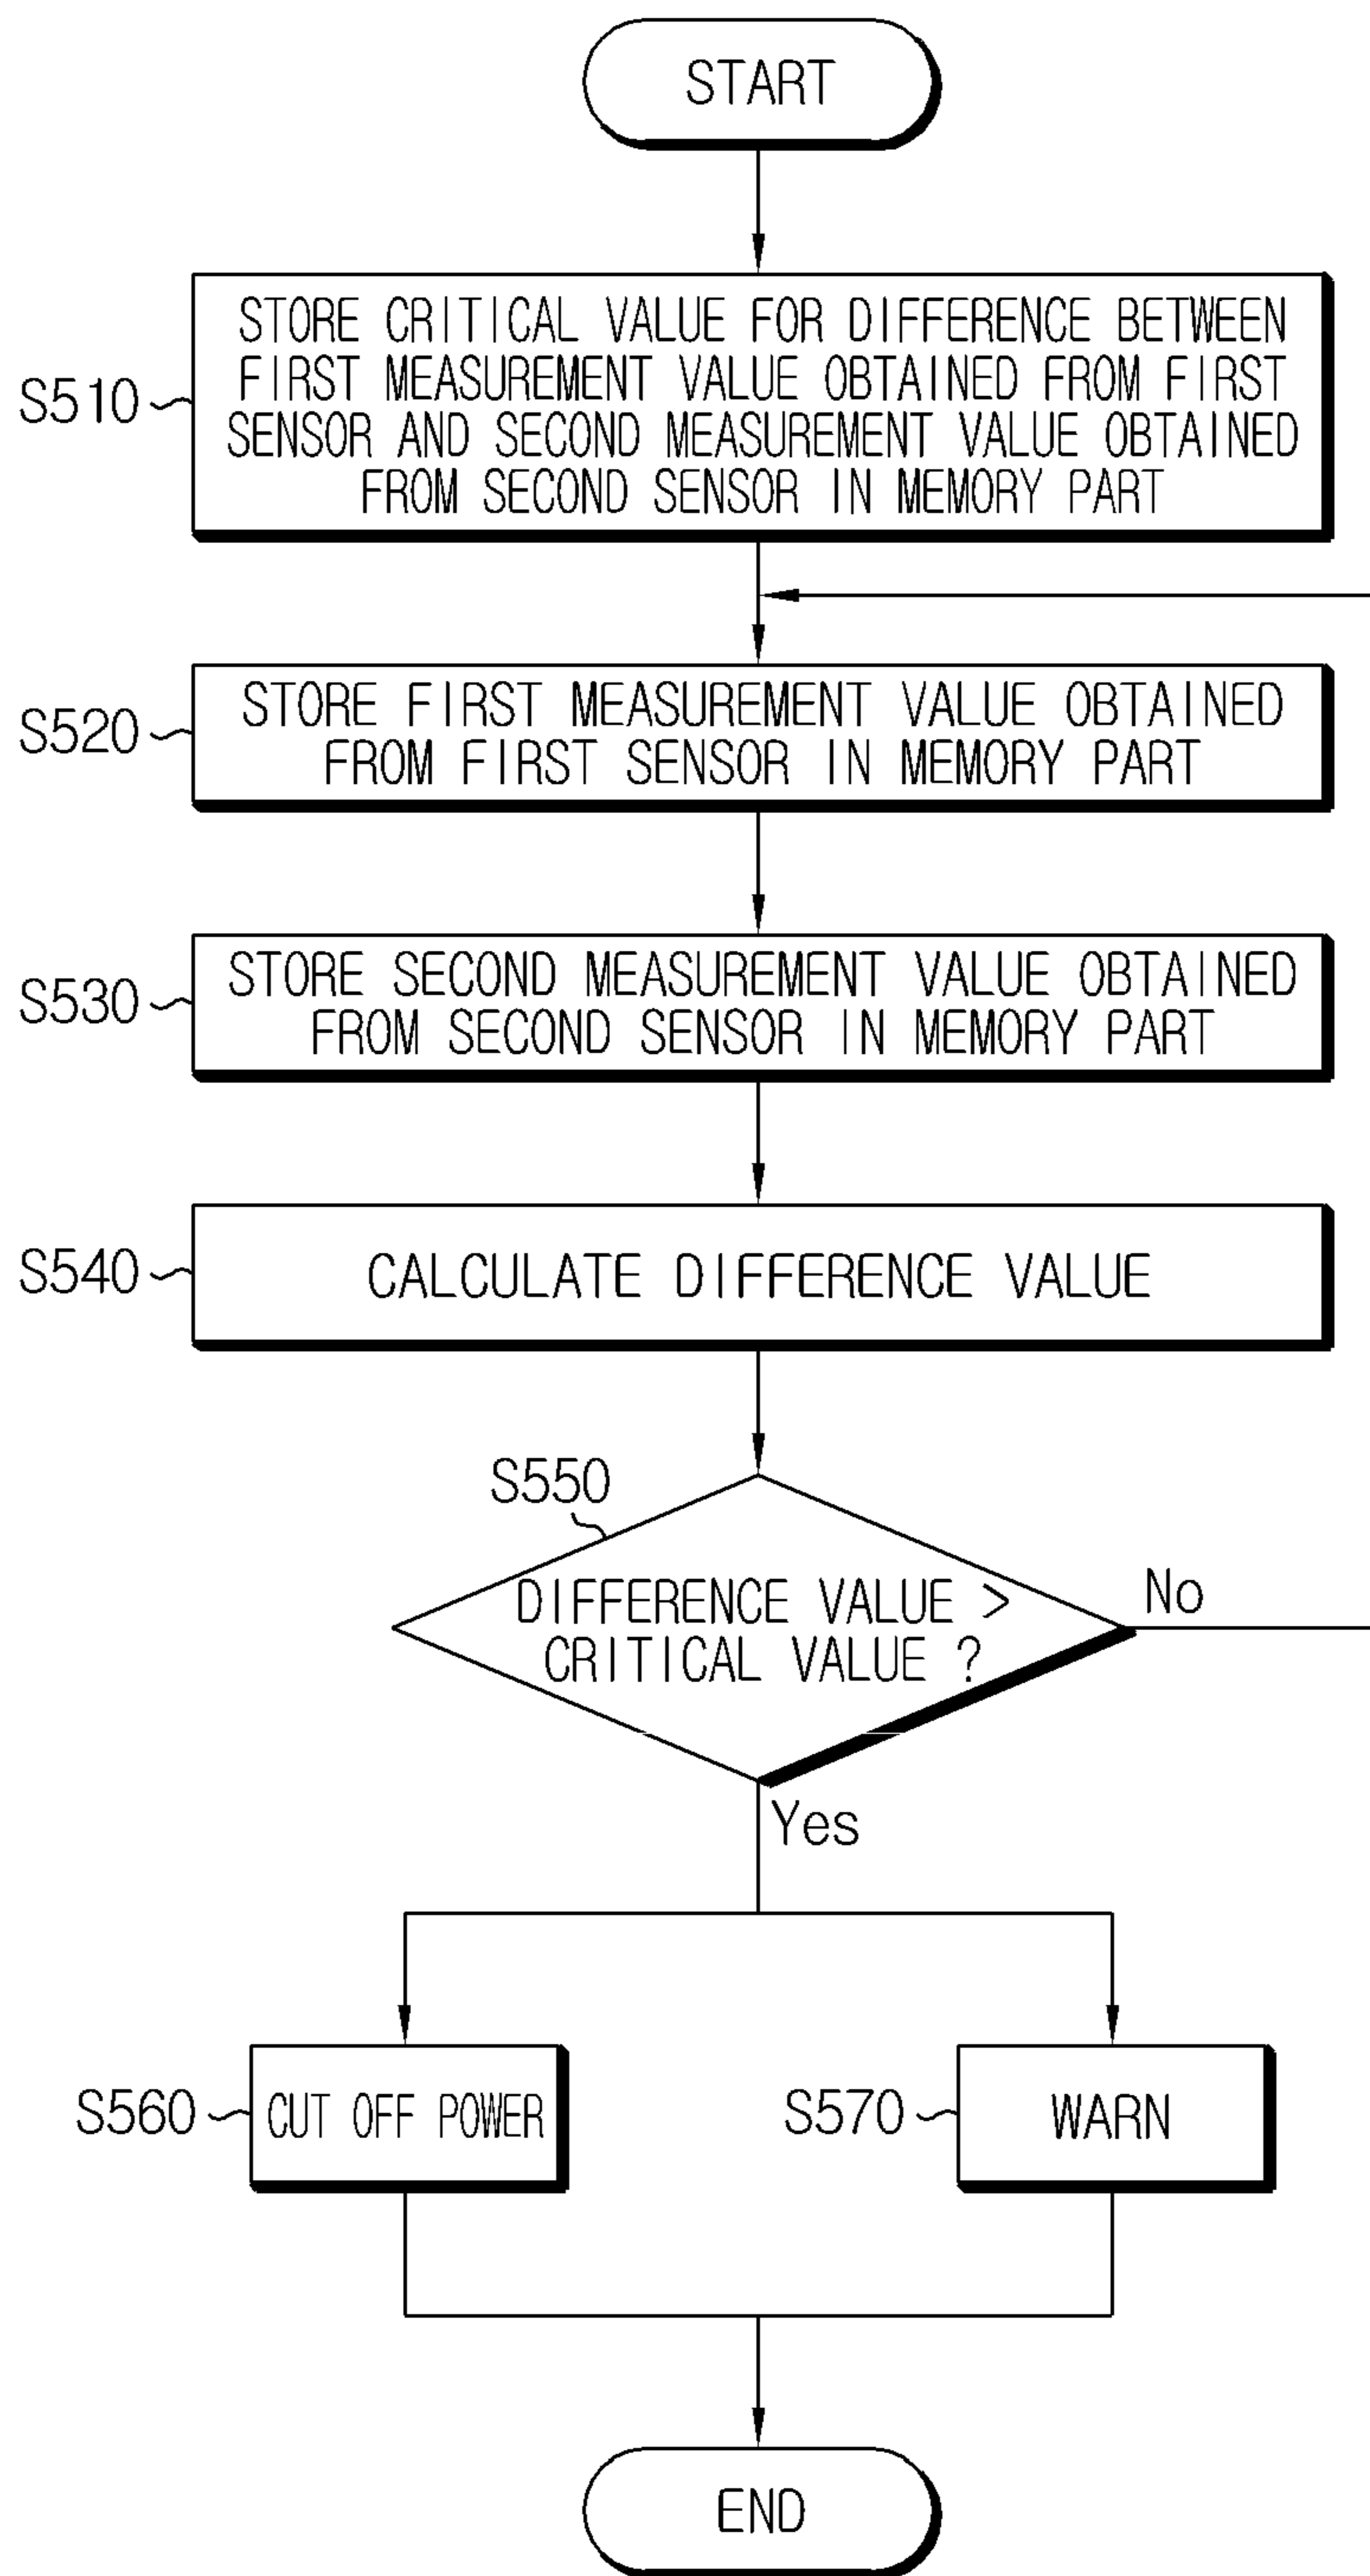 START
S510
STORE CRITICAL VALUE FOR DIFFERENCE BETWEEN
FIRST MEASUREMENT VALUE OBTAINED FROM FIRST
SENSOR AND SECOND MEASUREMENT VALUE OBTAINED
FROM SECOND SENSOR IN MEMORY PART
S520
STORE FIRST MEASUREMENT VALUE OBTAINED
FROM FIRST SENSOR IN MEMORY PART
S530
STORE SECOND MEASUREMENT VALUE OBTAINED
FROM SECOND SENSOR IN MEMORY PART
S540
CALCULATE DIFFERENCE VALUE
S550
DIFFERENCE VALUE >
CRITICAL VALUE ?
No
Yes
S560
CUT OFF POWER
S570
WARN
END